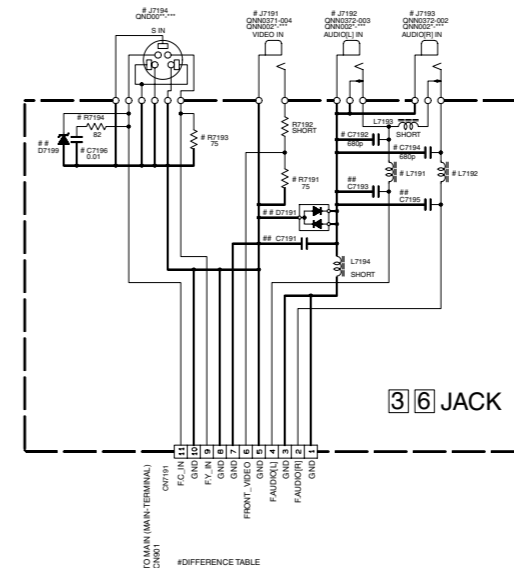 # J7194
QND00**-***
S IN
# J7191
QNN0371-004
QNN002*-***
VIDEO IN
# J7192
QNN0372-003
QNN002*-***
AUDIO[L] IN
# J7193
QNN0372-002
QNN002*-***
AUDIO[R] IN
# R7194
82
# #
D7199
# C7196
0.01
# R7193
75
R7192
SHORT
# R7191
75
L7193
SHORT
# C7192
680p
# C7194
680p
# L7191
# L7192
##
C7193
##
C7195
# # D7191
## C7191
L7194
SHORT
3 6 JACK
11 10 9 8 7 6 5 4 3 2 1
CN7191
F.C_IN
GND
F.Y_IN
GND
GND
FRONT_VIDEO
GND
F.AUDIO[L]
GND
F.AUDIO[R]
GND
TO MAIN (MAIN-TERMINAL)
CN901
#DIFFERENCE TABLE